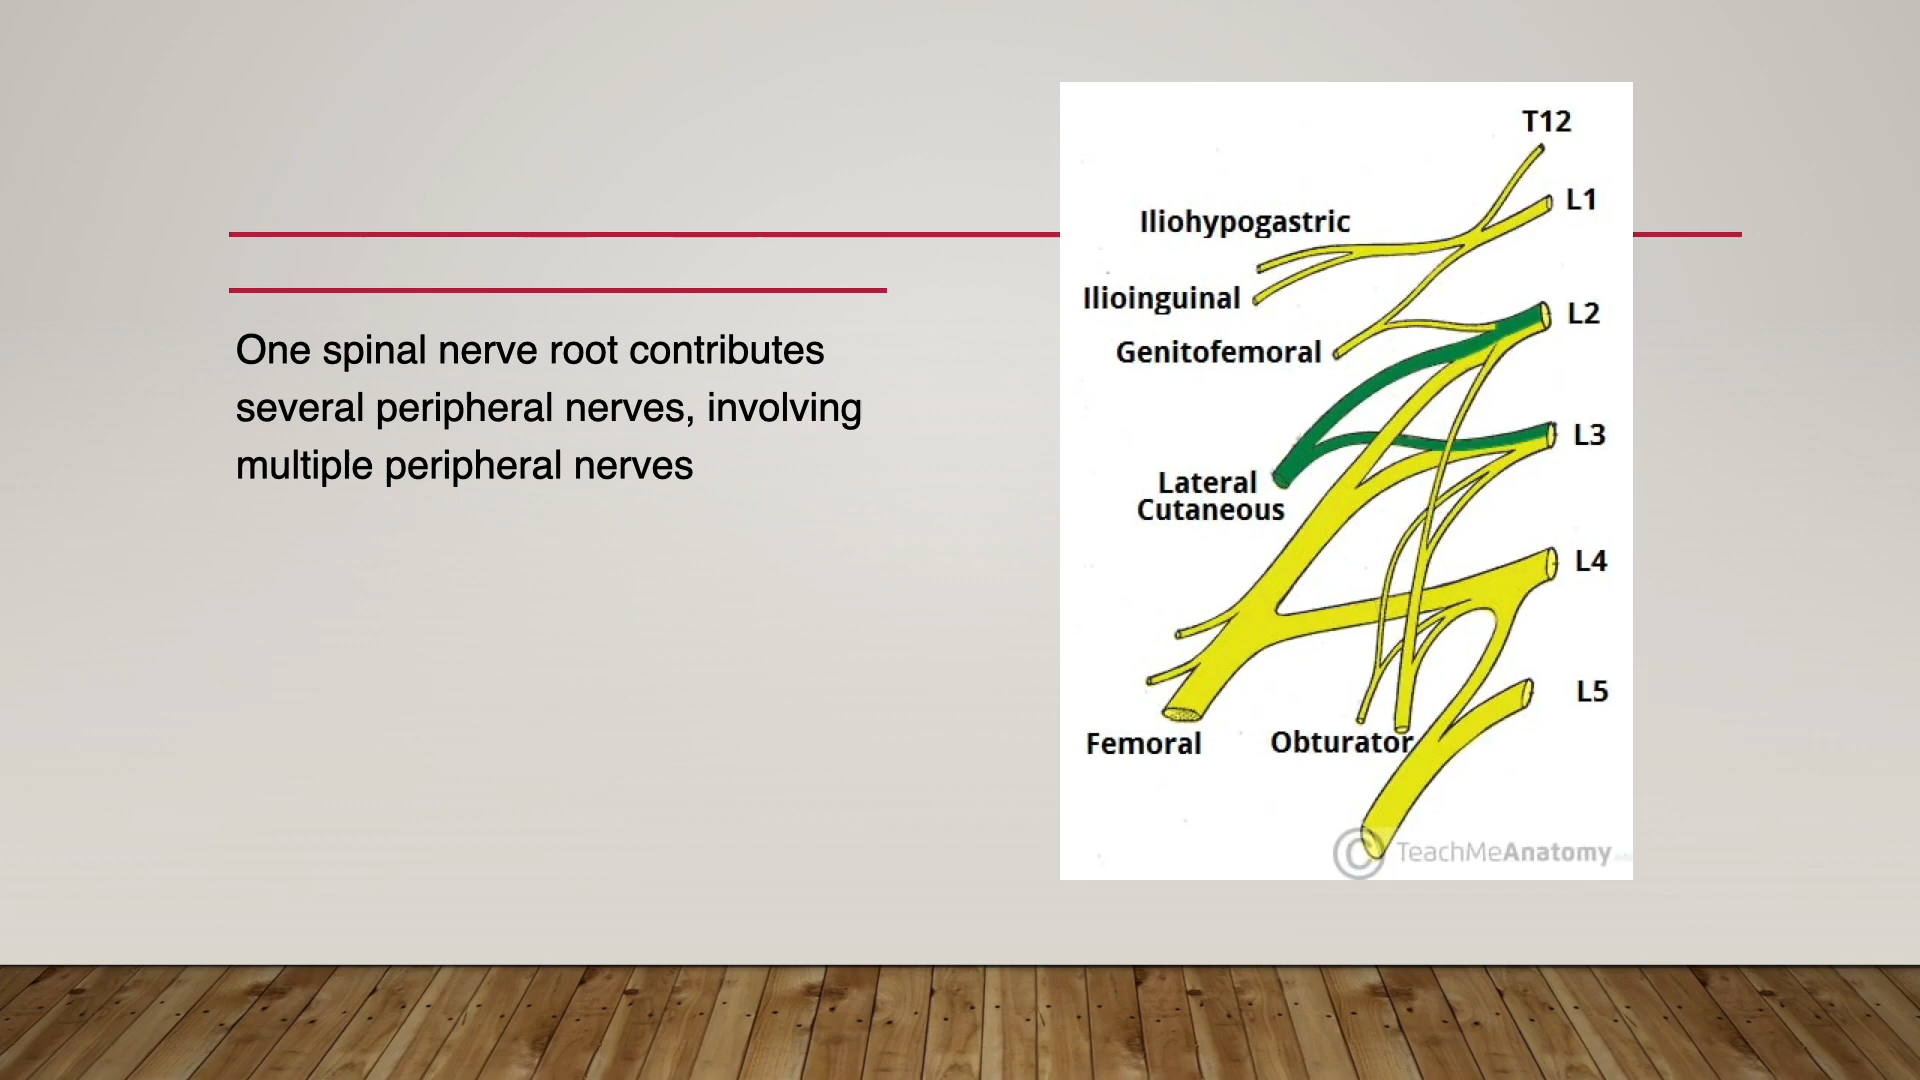 One spinal nerve root contributes
several peripheral nerves, involving
multiple peripheral nerves
T12
L1
Iliohypogastric
Ilioinguinal
L2
Genitofemoral
L3
Lateral
Cutaneous
L4
L5
Femoral
Obturator
© TeachMeAnatomy